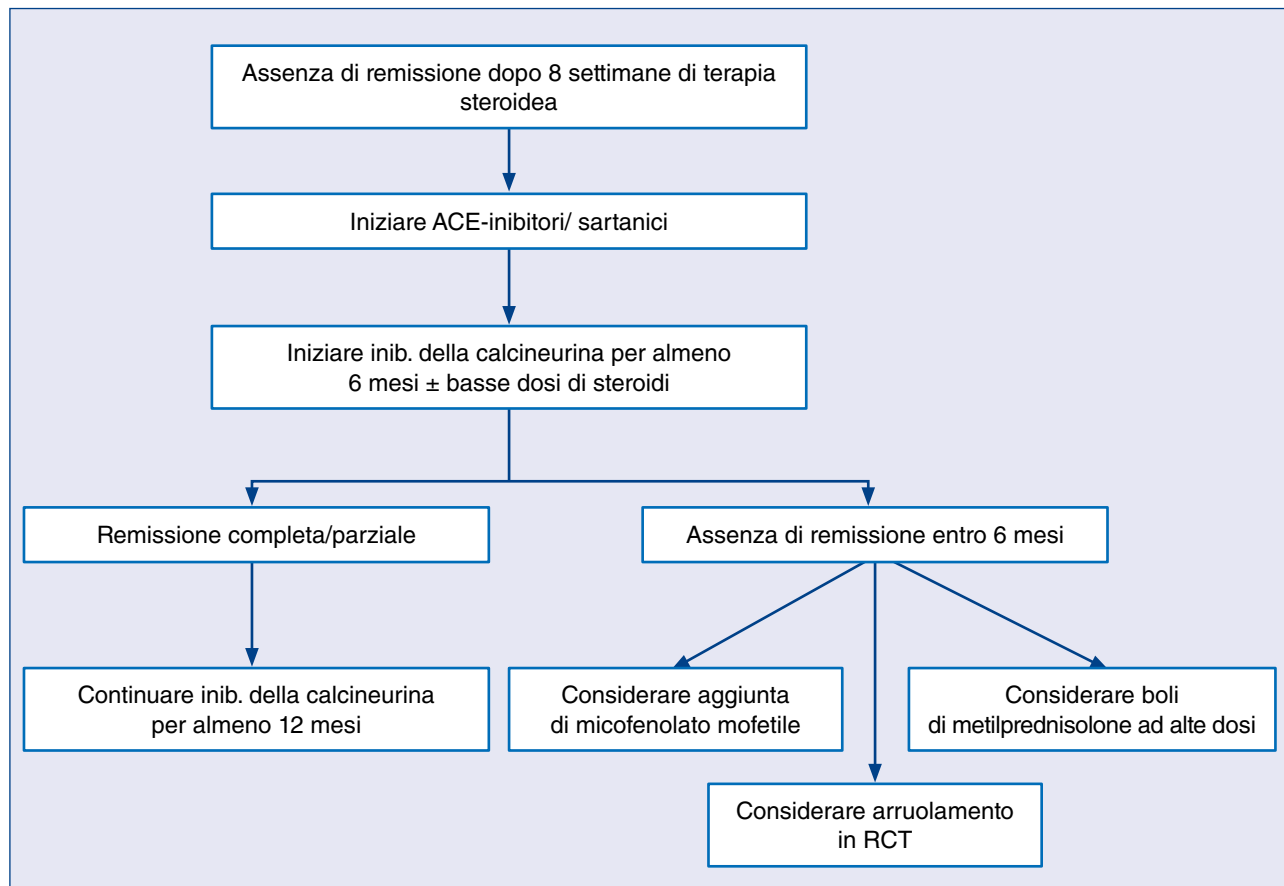 Assenza di remissione dopo 8 settimane di terapia
steroidea
Iniziare ACE-inibitori/ sartanici
Iniziare inib. della calcineurina per almeno
6 mesi ± basse dosi di steroidi
Remissione completa/parziale
Assenza di remissione entro 6 mesi
Continuare inib. della calcineurina
per almeno 12 mesi
Considerare aggiunta
di micofenolato mofetile
Considerare boli
di metilprednisolone ad alte dosi
Considerare arruolamento
in RCT